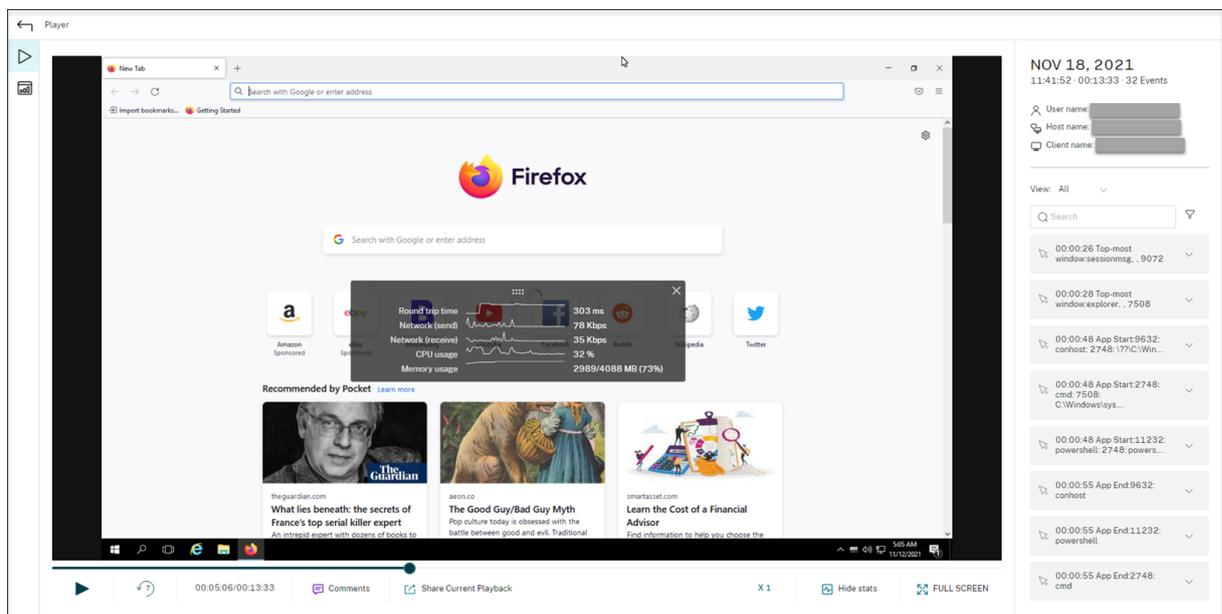 Player
New Tab
Search with Google or enter address
Import bookmarks...
Getting Started
Firefox
Search with Google or enter address
Round trip time 303 ms
Network (send) 78 Kbps
Network (receive) 35 Kbps
CPU usage 32 %
Memory usage 2989/4088 MB (73%)
Amazon
Sponsored
eBay
Facebook
Reddit
Wikipedia
Twitter
Recommended by Pocket Learn more
The Guardian
theguardian.com
What lies beneath: the secrets of
France's top serial killer expert
An intrepid expert with dozens of books to
aeon.co
The Good Guy/Bad Guy Myth
Pop culture today is obsessed with the
battle between good and evil. Traditional
smartasset.com
Learn the Cost of a Financial
Advisor
Find information to help you choose the
5:05 AM
11/12/2021
00:05:06/00:13:33
Comments
Share Current Playback
X 1
Hide stats
FULL SCREEN
NOV 18, 2021
11:41:52 · 00:13:33 · 32 Events
User name:
Host name:
Client name:
View: All
Search
00:00:26 Top-most
window:sessionmsg, , 9072
00:00:28 Top-most
window:explorer, , 7508
00:00:48 App Start:9632:
conhost: 2748: \??\C:\Win...
00:00:48 App Start:2748:
cmd: 7508:
C:\Windows\sys...
00:00:48 App Start:11232:
powershell: 2748: powers...
00:00:55 App End:9632:
conhost
00:00:55 App End:11232:
powershell
00:00:55 App End:2748:
cmd